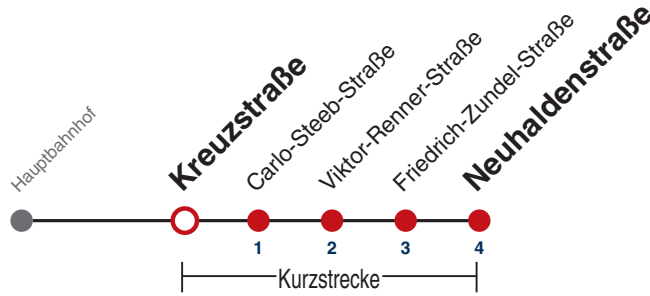 Hauptbahnhof
Kreuzstraße
Carlo-Steeb-Straße
Viktor-Renner-Straße
Friedrich-Zundel-Straße
Neuhaldenstraße
1
2
3
4
Kurzstrecke